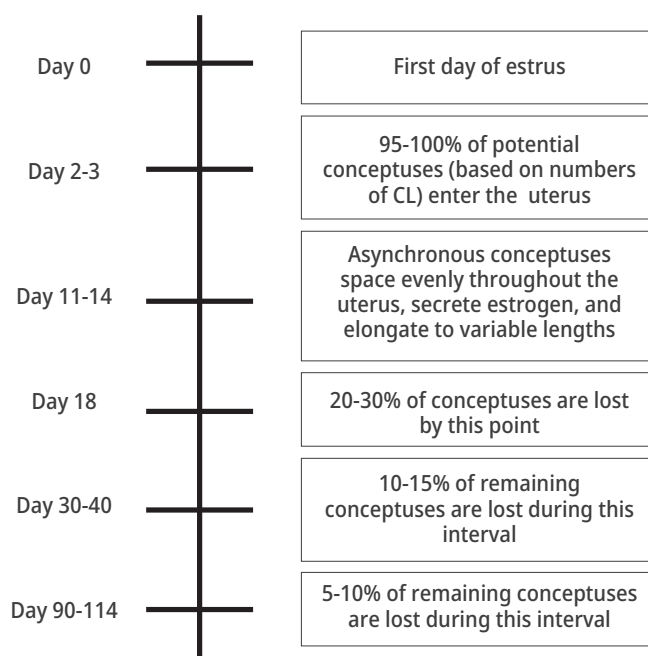 Day 0
First day of estrus
Day 2-3
95-100% of potential
conceptuses (based on numbers
of CL) enter the uterus
Day 11-14
Asynchronous conceptuses
space evenly throughout the
uterus, secrete estrogen, and
elongate to variable lengths
Day 18
20-30% of conceptuses are lost
by this point
Day 30-40
10-15% of remaining
conceptuses are lost during this
interval
Day 90-114
5-10% of remaining conceptuses
are lost during this interval